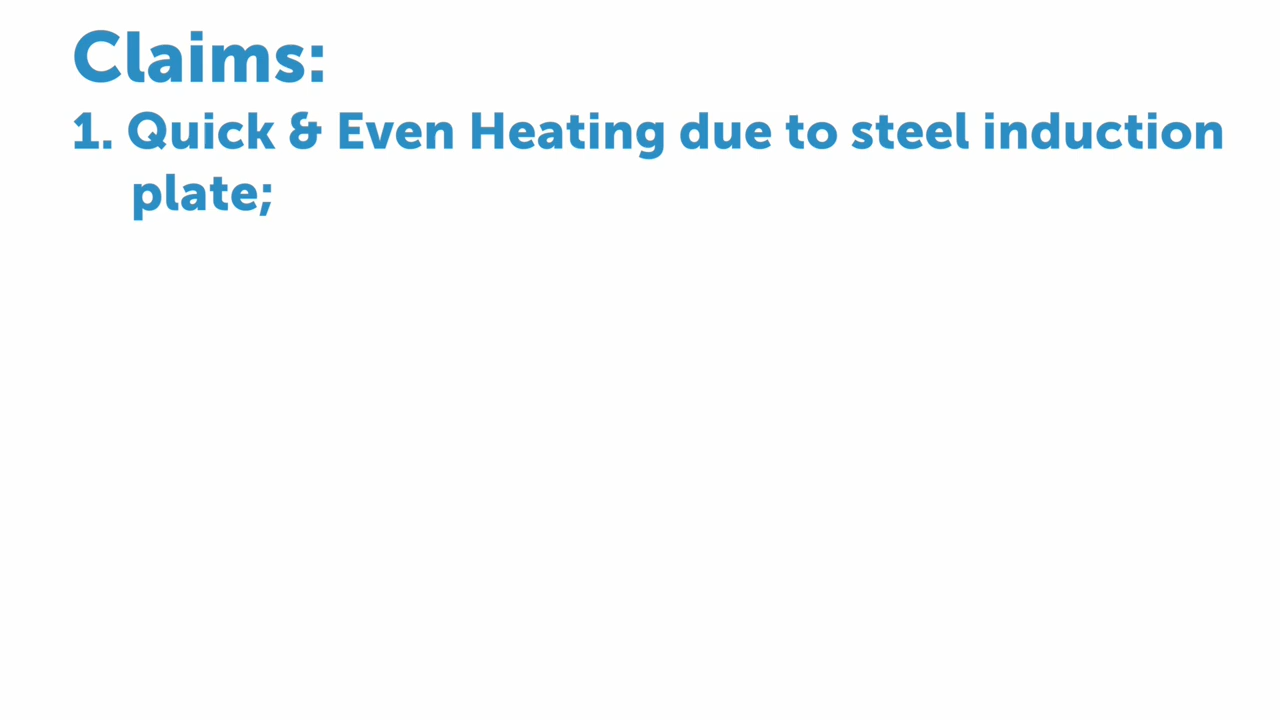 Claims:
1. Quick & Even Heating due to steel induction
plate;